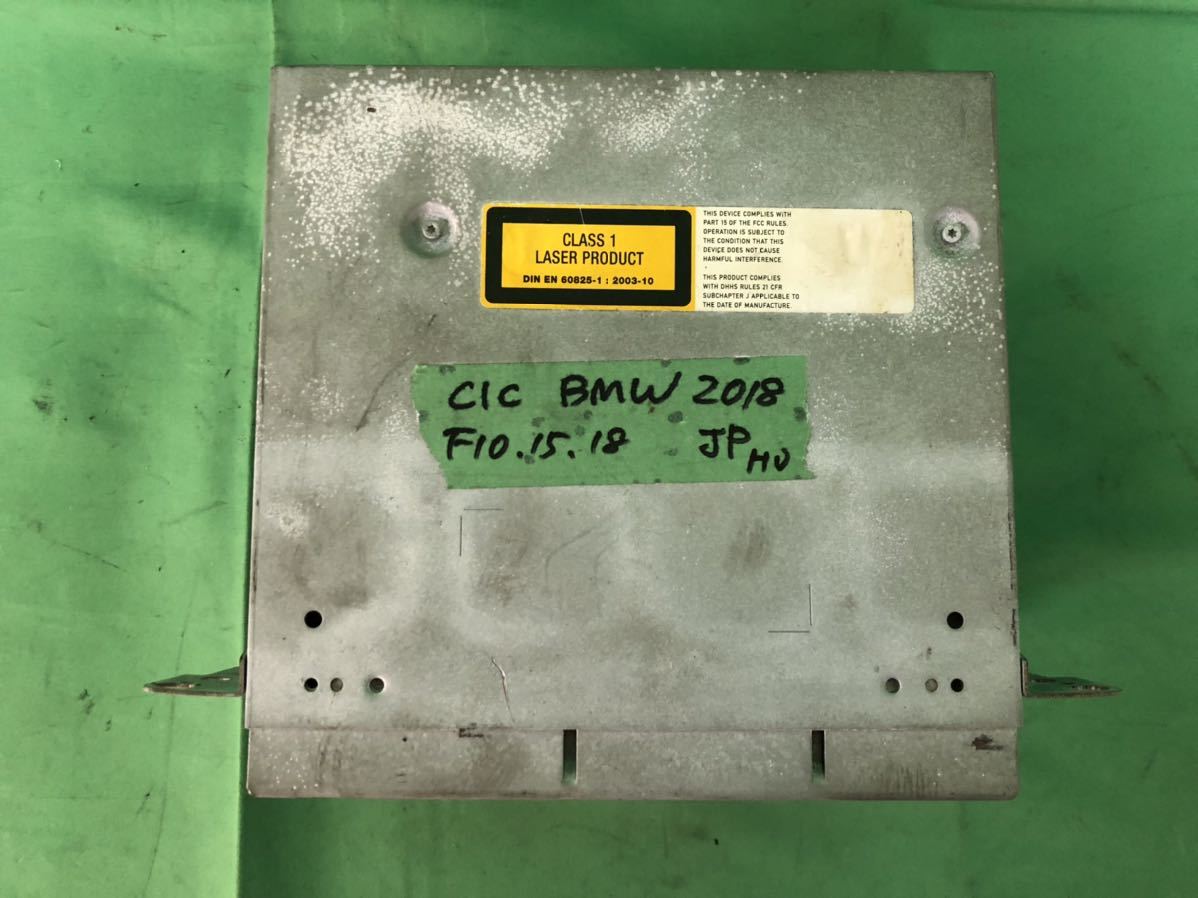 CLASS 1
LASER PRODUCT
DIN EN 60825-1 : 2003-10
THIS DEVICE COMPLIES WITH
PART 15 OF THE FCC RULES.
OPERATION IS SUBJECT TO
THE CONDITION THAT THIS
DEVICE DOES NOT CAUSE
HARMFUL INTERFERENCE.
THIS PRODUCT COMPLIES
WITH DHHS RULES 21 CFR
SUBCHAPTER J APPLICABLE TO
THE DATE OF MANUFACTURE.
CIC BMW 2018
F10.15.18 JP HU